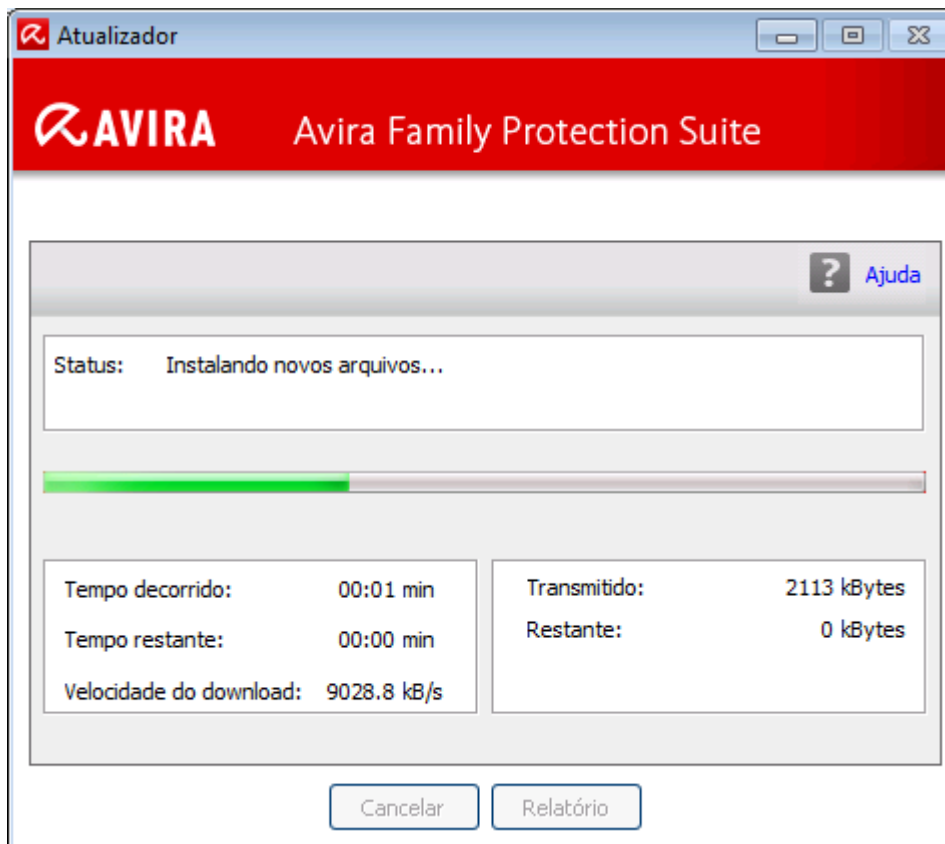 Atualizador
AVIRA Avira Family Protection Suite
? Ajuda
Status: Instalando novos arquivos...
Tempo decorrido: 00:01 min
Tempo restante: 00:00 min
Velocidade do download: 9028.8 kB/s
Transmitido: 2113 kBytes
Restante: 0 kBytes
Cancelar Relatório